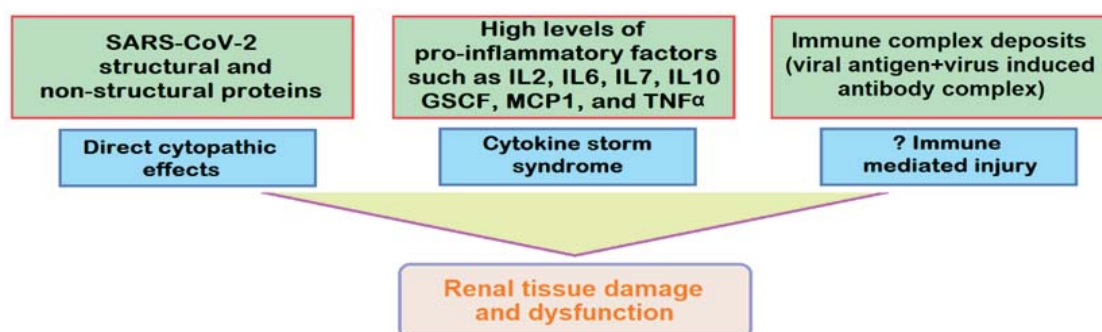 SARS-CoV-2
structural and
non-structural proteins
High levels of
pro-inflammatory factors
such as IL2, IL6, IL7, IL10
GSCF, MCP1, and TNFα
Immune complex deposits
(viral antigen+virus induced
antibody complex)
Direct cytopathic
effects
Cytokine storm
syndrome
? Immune
mediated injury
Renal tissue damage
and dysfunction